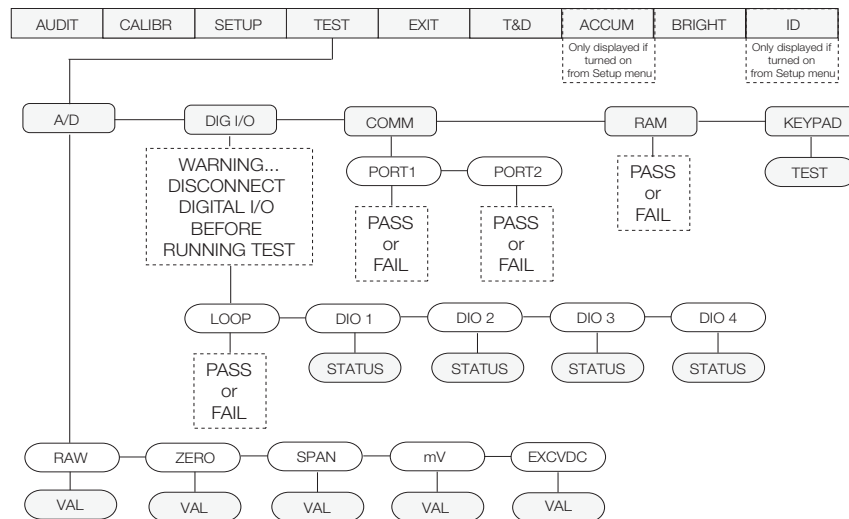 AUDIT CALIBR SETUP TEST EXIT T&D ACCUM BRIGHT ID
Only displayed if
turned on
from Setup menu
Only displayed if
turned on
from Setup menu
A/D DIG I/O COMM RAM KEYPAD
WARNING...
DISCONNECT
DIGITAL I/O
BEFORE
RUNNING TEST
PORT1 PORT2
PASS
or
FAIL
PASS
or
FAIL
PASS
or
FAIL
TEST
LOOP DIO 1 DIO 2 DIO 3 DIO 4
PASS
or
FAIL
STATUS STATUS STATUS STATUS
RAW ZERO SPAN mV EXCVDC
VAL VAL VAL VAL VAL